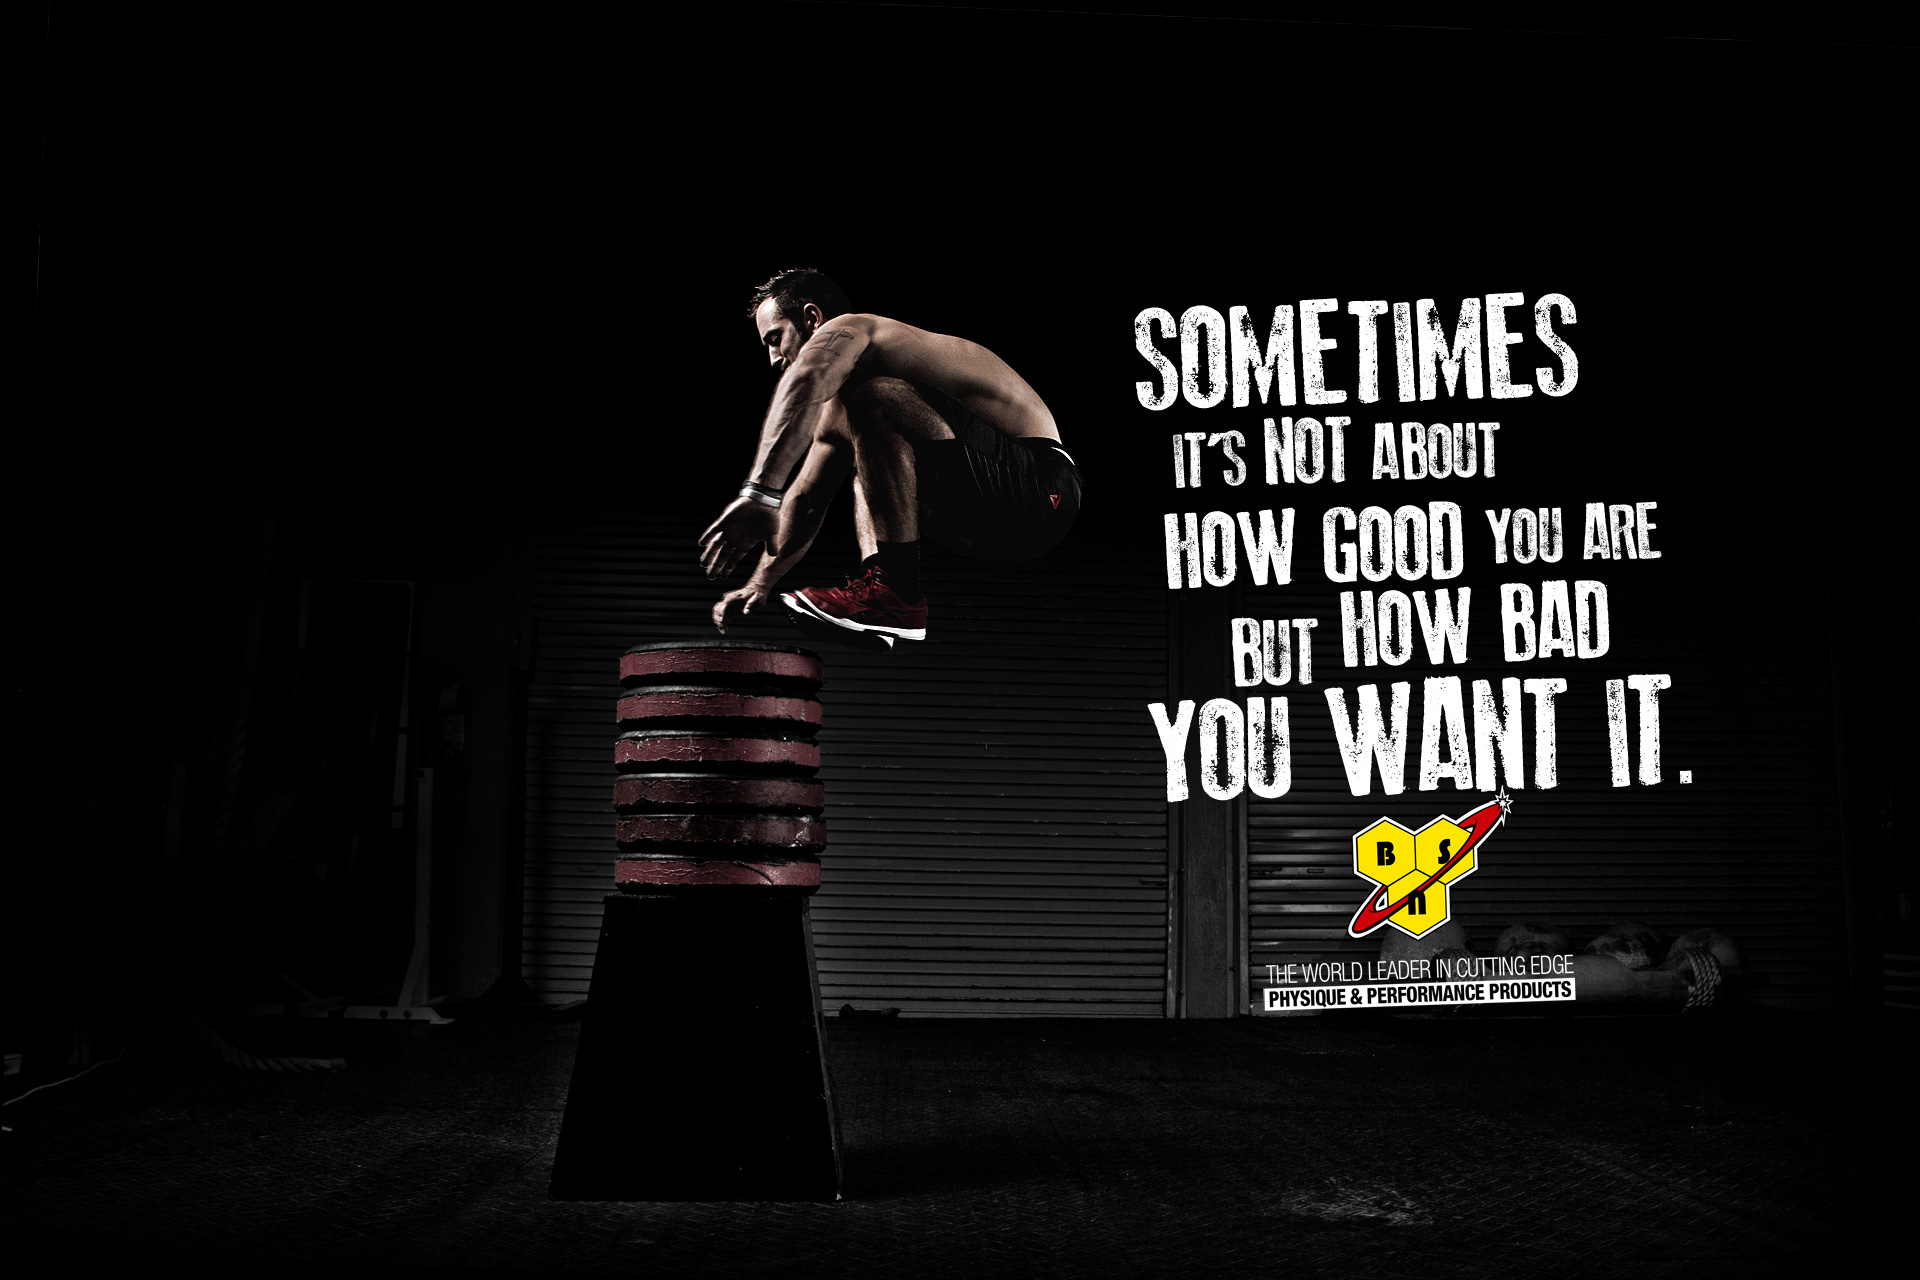 SOMETIMES
IT'S NOT ABOUT
HOW GOOD YOU ARE
BUT HOW BAD
YOU WANT IT.
B S
n
THE WORLD LEADER IN CUTTING EDGE
PHYSIQUE & PERFORMANCE PRODUCTS